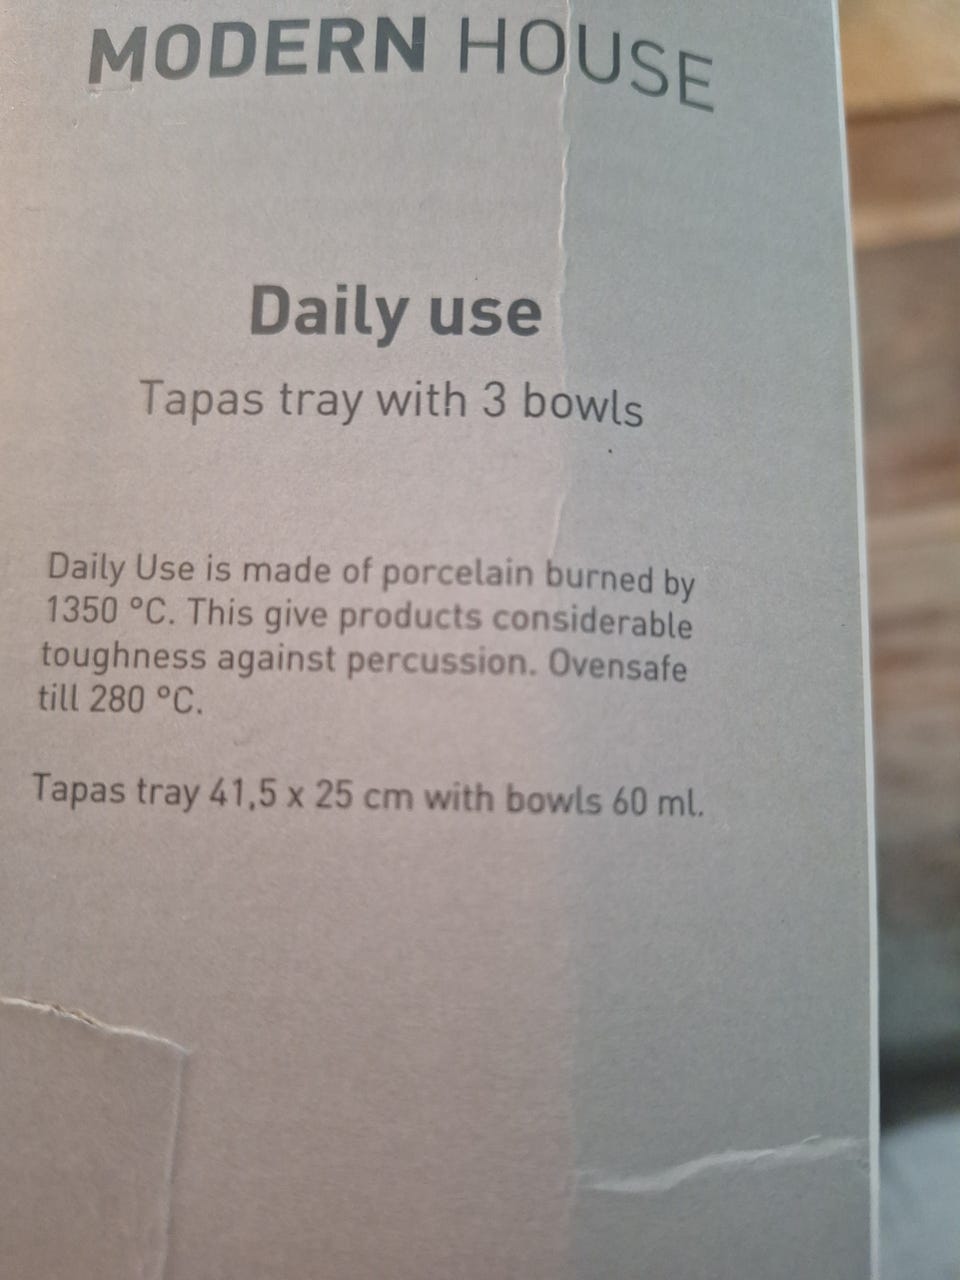 MODERN HOUSE
Daily use
Tapas tray with 3 bowls
Daily Use is made of porcelain burned by
1350 °C. This give products considerable
toughness against percussion. Ovensafe
till 280 °C.
Tapas tray 41,5 x 25 cm with bowls 60 ml.